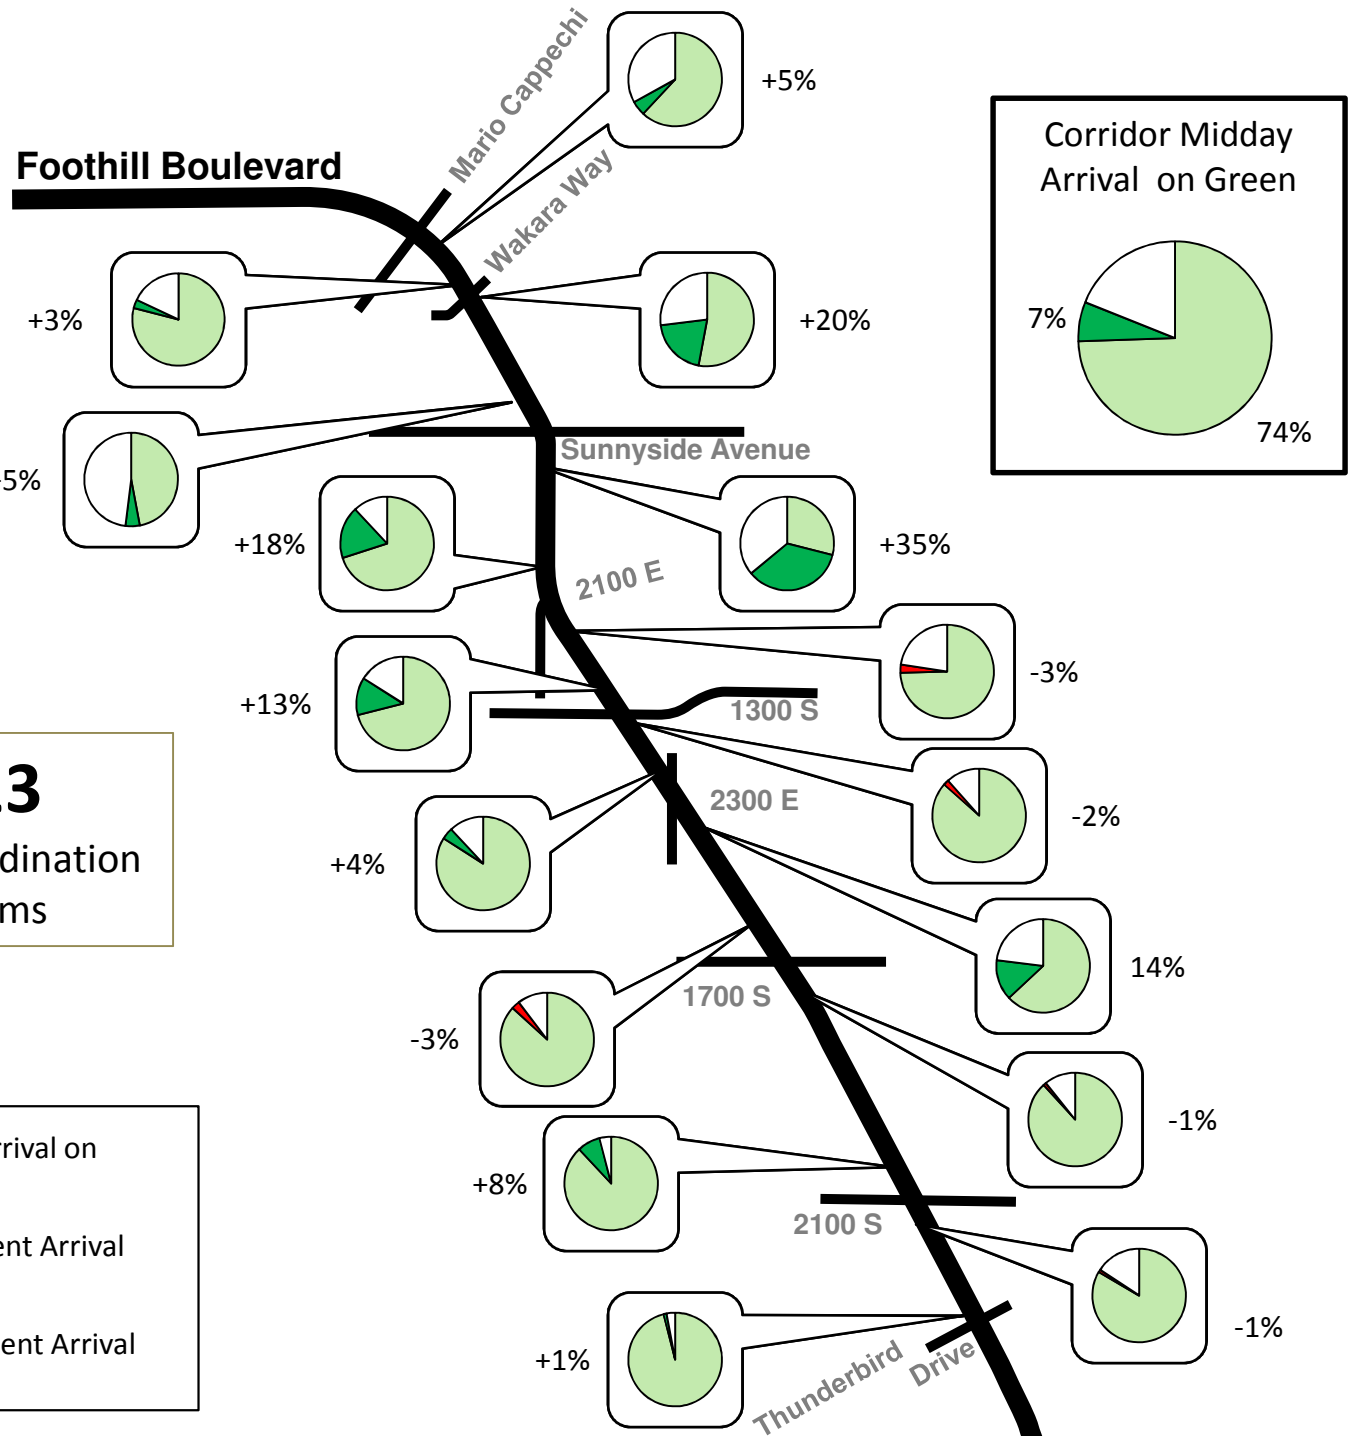 Mario Cappechi
+5%
Foothill Boulevard
Wakara Way
Corridor Midday
Arrival on Green
7%
74%
+3%
+20%
5%
Sunnyside Avenue
+18%
+35%
2100 E
-3%
+13%
1300 S
.3
dination
ms
2300 E
-2%
+4%
14%
1700 S
-3%
-1%
rival on
ent Arrival
ent Arrival
+8%
2100 S
-1%
+1%
Thunderbird Drive